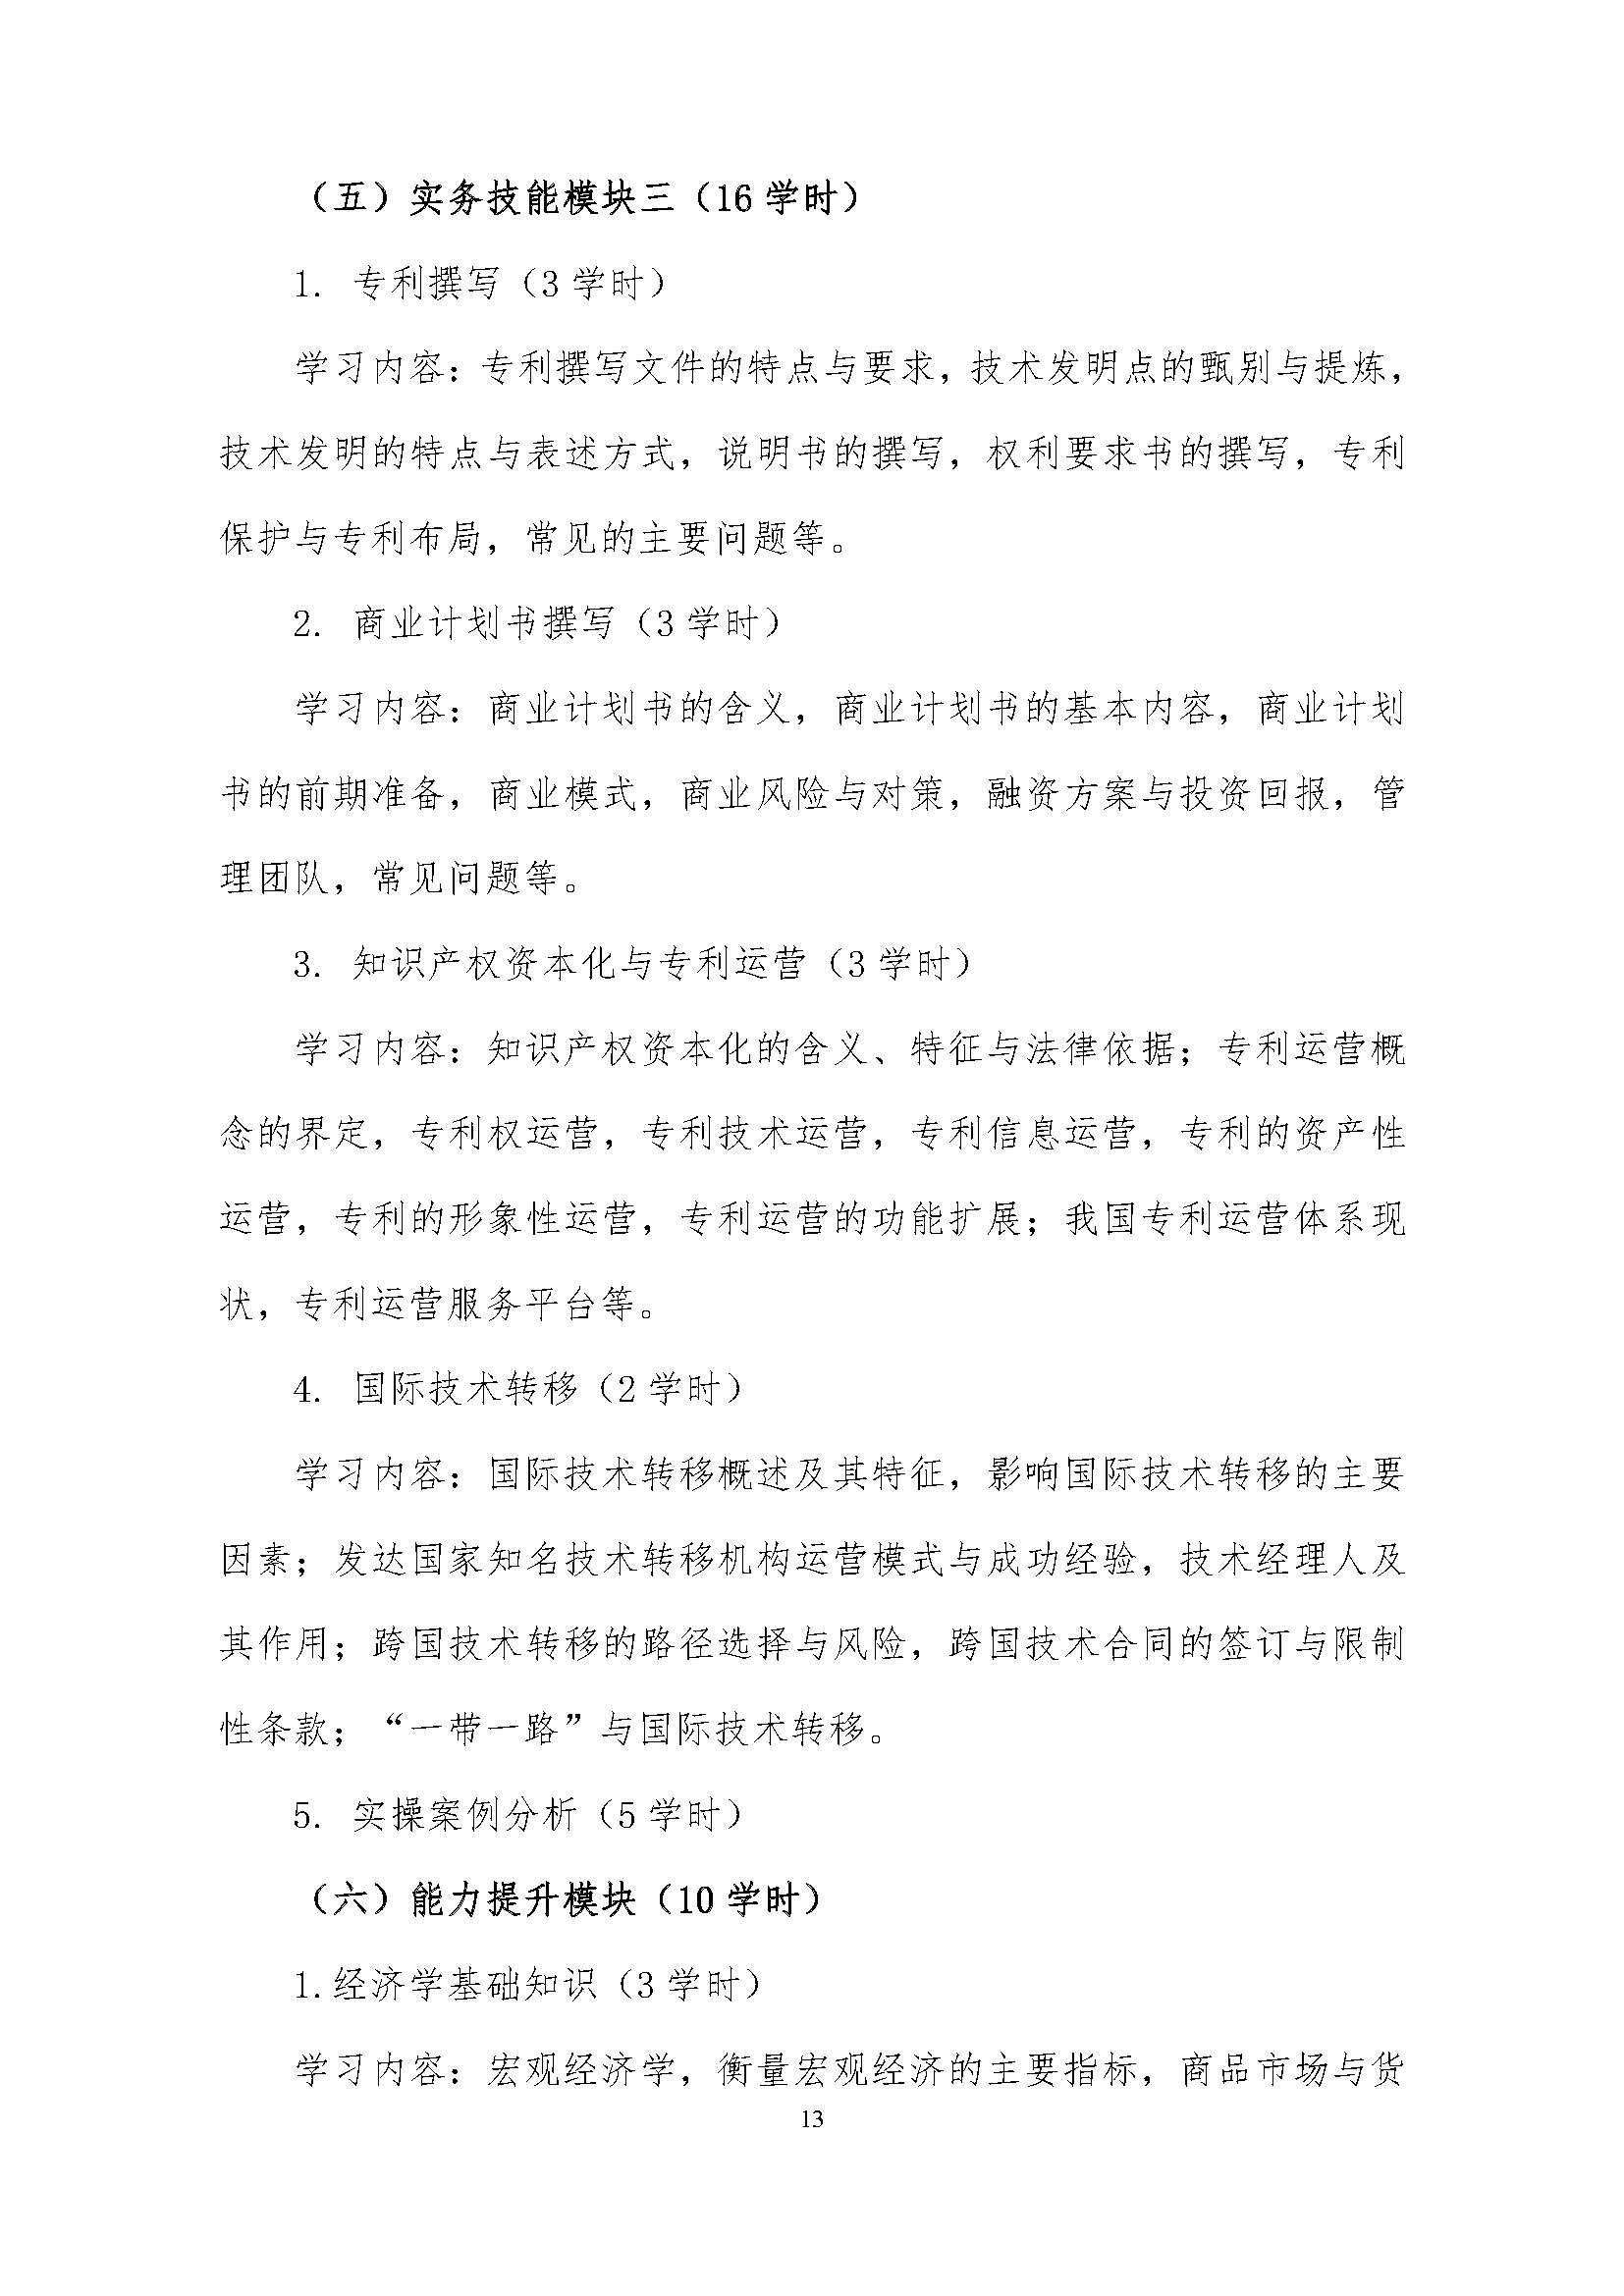 （五）实务技能模块三（16 学时）
1. 专利撰写（3 学时）
学习内容：专利撰写文件的特点与要求，技术发明点的甄别与提炼，
技术发明的特点与表述方式，说明书的撰写，权利要求书的撰写，专利
保护与专利布局，常见的主要问题等。
2. 商业计划书撰写（3 学时）
学习内容：商业计划书的含义，商业计划书的基本内容，商业计划
书的前期准备，商业模式，商业风险与对策，融资方案与投资回报，管
理团队，常见问题等。
3. 知识产权资本化与专利运营（3 学时）
学习内容：知识产权资本化的含义、特征与法律依据；专利运营概
念的界定，专利权运营，专利技术运营，专利信息运营，专利的资产性
运营，专利的形象性运营，专利运营的功能扩展；我国专利运营体系现
状，专利运营服务平台等。
4. 国际技术转移（2 学时）
学习内容：国际技术转移概述及其特征，影响国际技术转移的主要
因素；发达国家知名技术转移机构运营模式与成功经验，技术经理人及
其作用；跨国技术转移的路径选择与风险，跨国技术合同的签订与限制
性条款；“一带一路”与国际技术转移。
5. 实操案例分析（5 学时）
（六）能力提升模块（10 学时）
1.经济学基础知识（3 学时）
学习内容：宏观经济学，衡量宏观经济的主要指标，商品市场与货
13